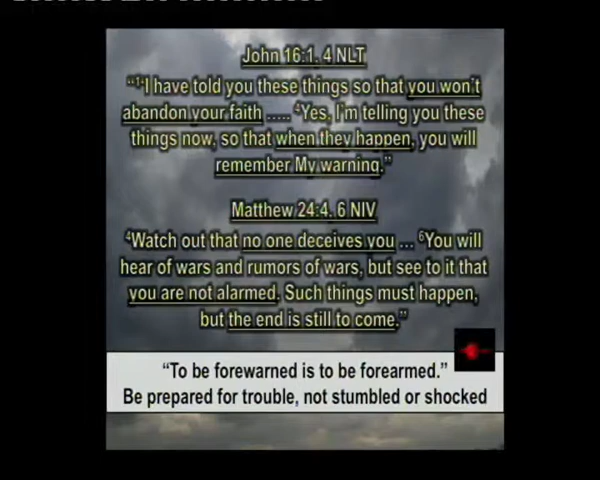 John 16:1. 4 NLT
"¹"I have told you these things so that you won't
abandon your faith ..... ⁴Yes, I'm telling you these
things now, so that when they happen, you will
remember My warning."
Matthew 24:4. 6 NIV
⁴Watch out that no one deceives you ... ⁶You will
hear of wars and rumors of wars, but see to it that
you are not alarmed. Such things must happen,
but the end is still to come."
"To be forewarned is to be forearmed."
Be prepared for trouble, not stumbled or shocked